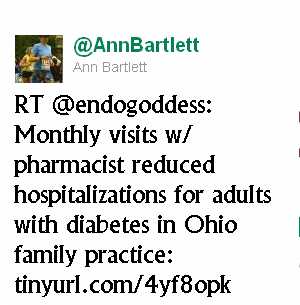 @AnnBartlett
Ann Bartlett
RT @endogoddess:
Monthly visits w/
pharmacist reduced
hospitalizations for adults
with diabetes in Ohio
family practice:
tinyurl.com/4yf8opk